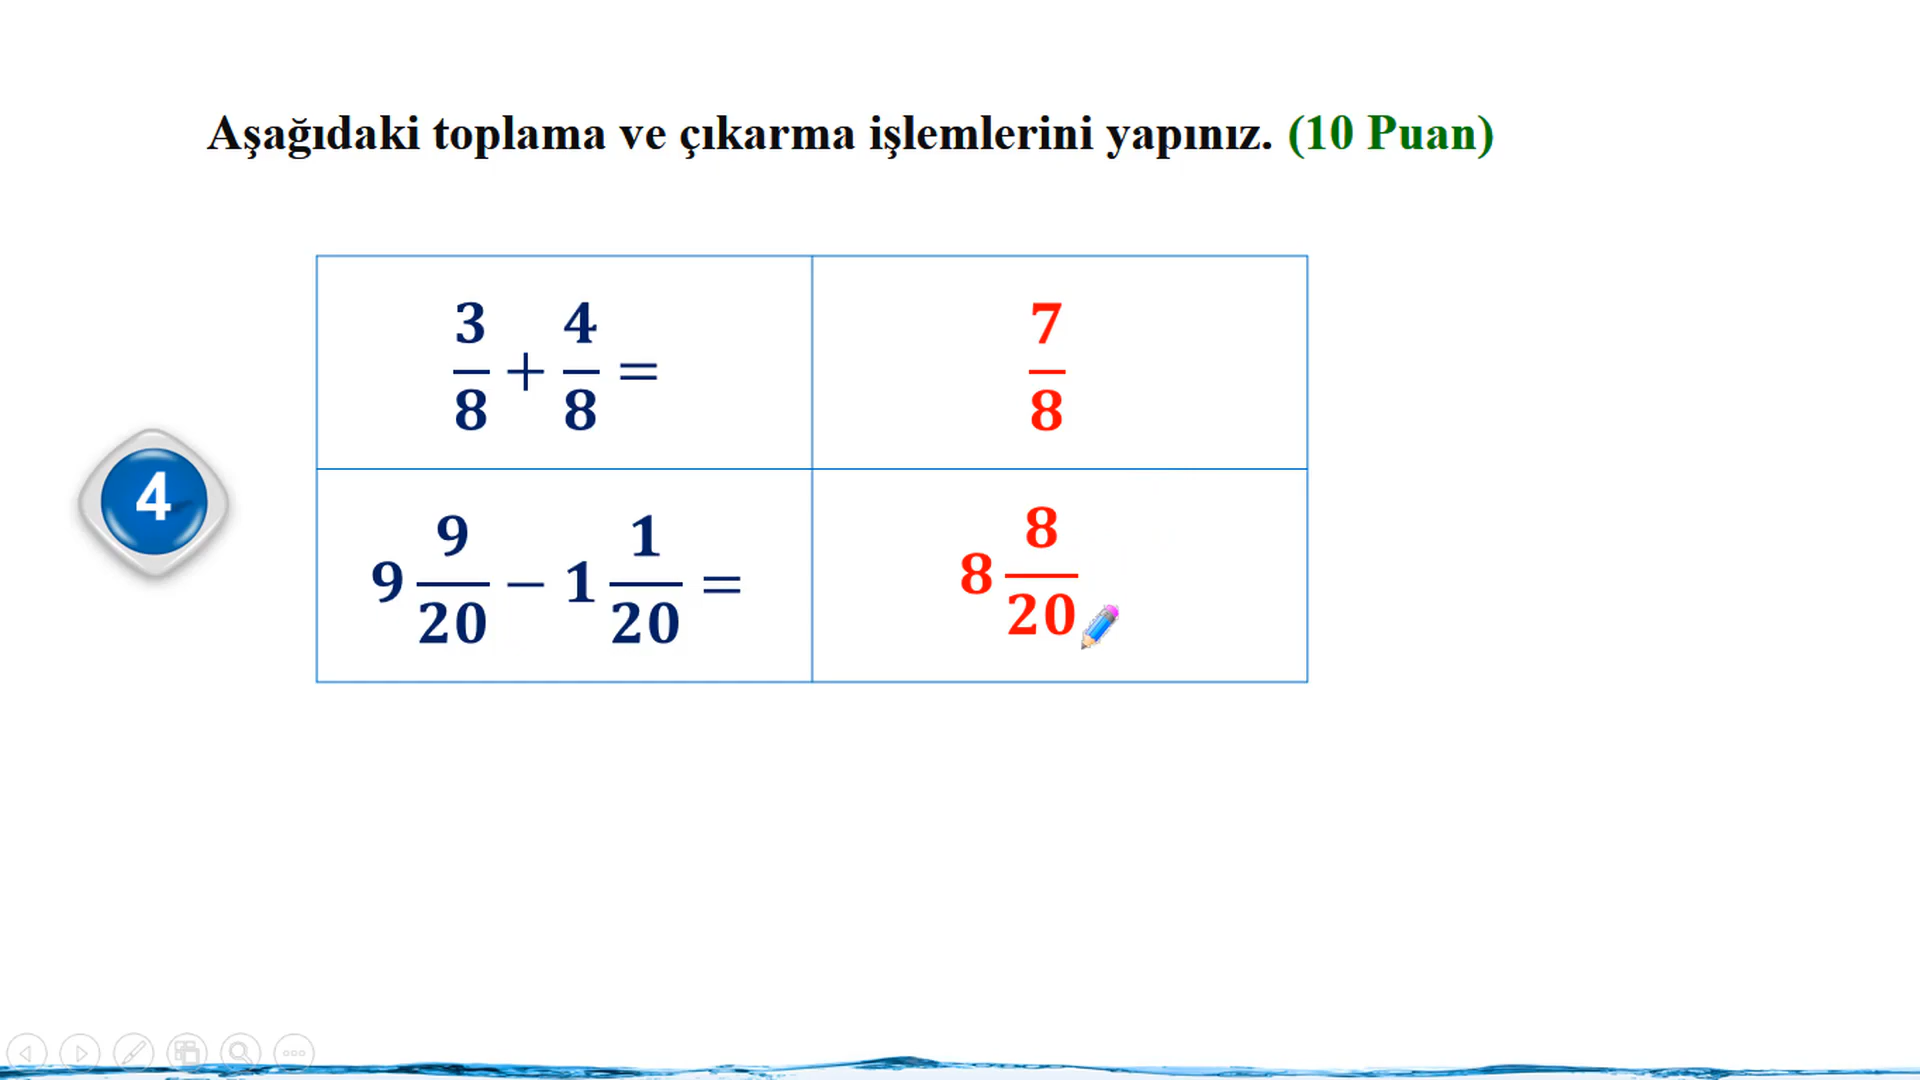 Aşağıdaki toplama ve çıkarma işlemlerini yapınız. (10 Puan)
3/8 + 4/8 =
7/8
4
9 9/20 − 1 1/20 =
8 8/20